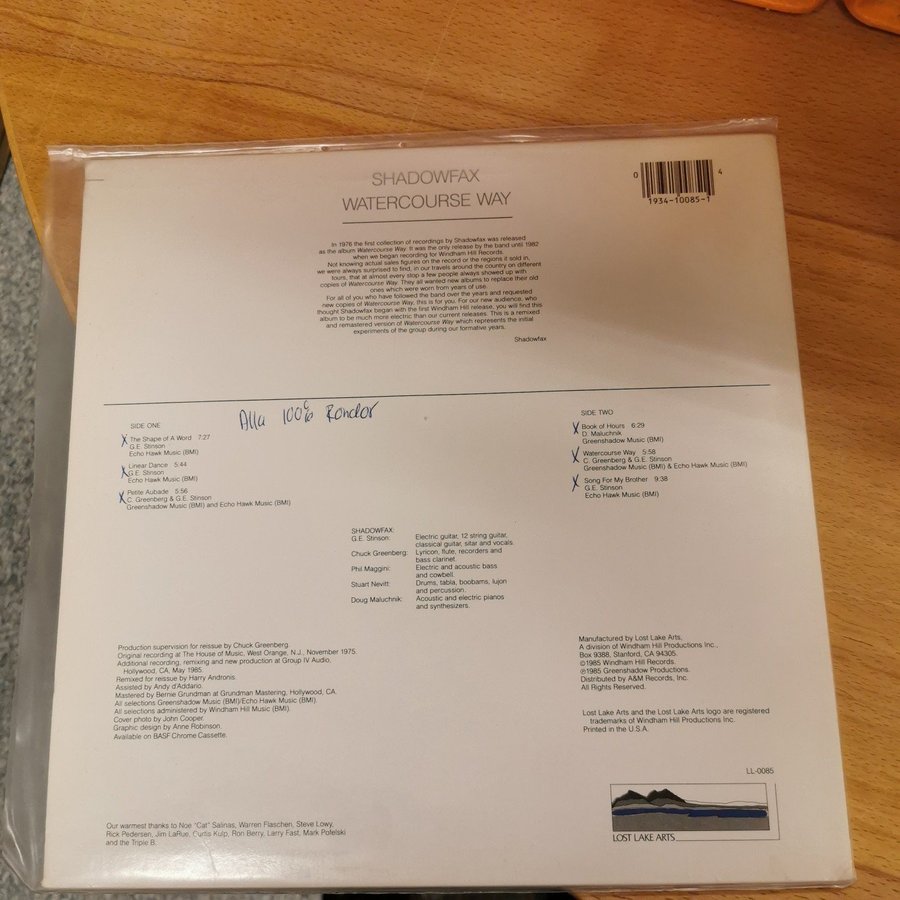 SHADOWFAX
WATERCOURSE WAY
0 1934-10085-1 4
In 1976 the first collection of recordings by Shadowfax was released
as the album Watercourse Way. It was the only release by the band until 1982
when we began recording for Windham Hill Records.
Not knowing actual sales figures on the record or the regions it sold in,
we were always surprised to find, in our travels around the country on different
tours, that at almost every stop a few people always showed up with
copies of Watercourse Way. They all wanted new albums to replace their old
ones which were worn from years of use.
For all of you who have followed the band over the years and requested
new copies of Watercourse Way, this is for you. For our new audience, who
thought Shadowfax began with the first Windham Hill release, you will find this
album to be much more electric than our current releases. This is a remixed
and remastered version of Watercourse Way which represents the initial
experiments of the group during our formative years.
Shadowfax
Alla 100% Rondor
SIDE ONE
X The Shape of A Word 7:27
G.E. Stinson
Echo Hawk Music (BMI)
X Linear Dance 5:44
G.E. Stinson
Echo Hawk Music (BMI)
X Petite Aubade 5:56
C. Greenberg & G.E. Stinson
Greenshadow Music (BMI) and Echo Hawk Music (BMI)
SIDE TWO
X Book of Hours 6:29
D. Maluchnik
Greenshadow Music (BMI)
X Watercourse Way 5:58
C. Greenberg & G.E. Stinson
Greenshadow Music (BMI) & Echo Hawk Music (BMI)
X Song For My Brother 9:38
G.E. Stinson
Echo Hawk Music (BMI)
SHADOWFAX:
G.E. Stinson: Electric guitar, 12 string guitar,
classical guitar, sitar and vocals.
Chuck Greenberg: Lyricon, flute, recorders and
bass clarinet.
Phil Maggini: Electric and acoustic bass
and cowbell.
Stuart Nevitt: Drums, tabla, boobams, lujon
and percussion.
Doug Maluchnik: Acoustic and electric pianos
and synthesizers.
Production supervision for reissue by Chuck Greenberg.
Original recording at The House of Music, West Orange, N.J., November 1975.
Additional recording, remixing and new production at Group IV Audio,
Hollywood, CA, May 1985.
Remixed for reissue by Harry Andronis.
Assisted by Andy d'Addario.
Mastered by Bernie Grundman at Grundman Mastering, Hollywood, CA.
All selections Greenshadow Music (BMI)/Echo Hawk Music (BMI).
All selections administered by Windham Hill Music (BMI).
Cover photo by John Cooper.
Graphic design by Anne Robinson.
Available on BASF Chrome Cassette.
Manufactured by Lost Lake Arts,
A division of Windham Hill Productions Inc.,
Box 9388, Stanford, CA 94305.
©1985 Windham Hill Records.
℗1985 Greenshadow Productions.
Distributed by A&M Records, Inc.
All Rights Reserved.
Lost Lake Arts and the Lost Lake Arts logo are registered
trademarks of Windham Hill Productions Inc.
Printed in the U.S.A.
LL-0085
LOST LAKE ARTS
Our warmest thanks to Noe "Cat" Salinas, Warren Flaschen, Steve Lowy,
Rick Pedersen, Jim LaRue, Curtis Kulp, Ron Berry, Larry Fast, Mark Pofelski
and the Triple B.